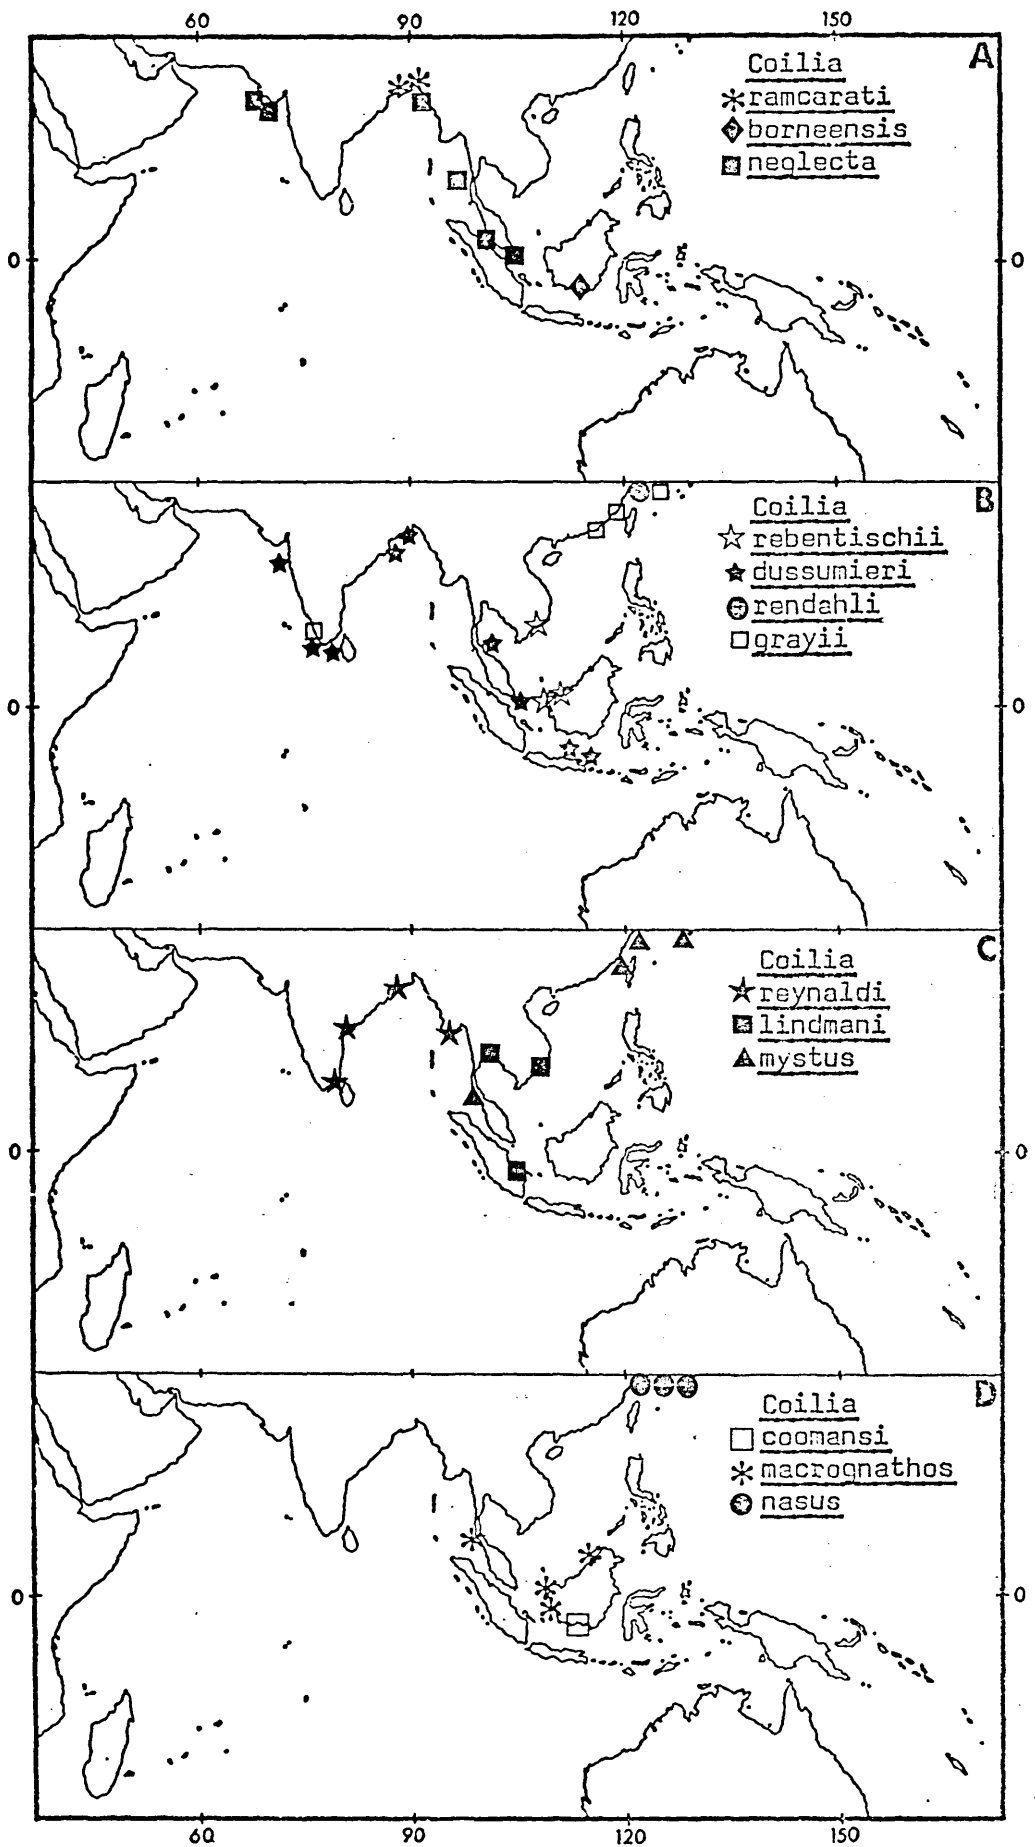 60 90 120 150
A
Coilia
ramcarati
borneensis
neglecta
0 0
B
Coilia
rebentischii
dussumieri
rendahli
grayii
0 0
C
Coilia
reynaldi
lindmani
mystus
0 0
D
Coilia
coomansi
macrognathos
nasus
0 0
60 90 120 150